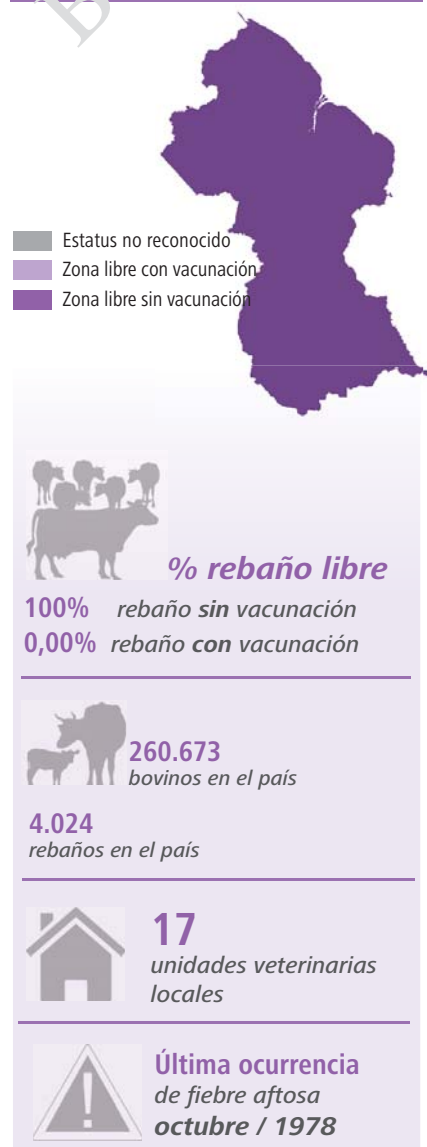 Estatus no reconocido
Zona libre con vacunación
Zona libre sin vacunación
% rebaño libre
100% rebaño sin vacunación
0,00% rebaño con vacunación
260.673
bovinos en el país
4.024
rebaños en el país
17
unidades veterinarias
locales
Última ocurrencia
de fiebre aftosa
octubre / 1978